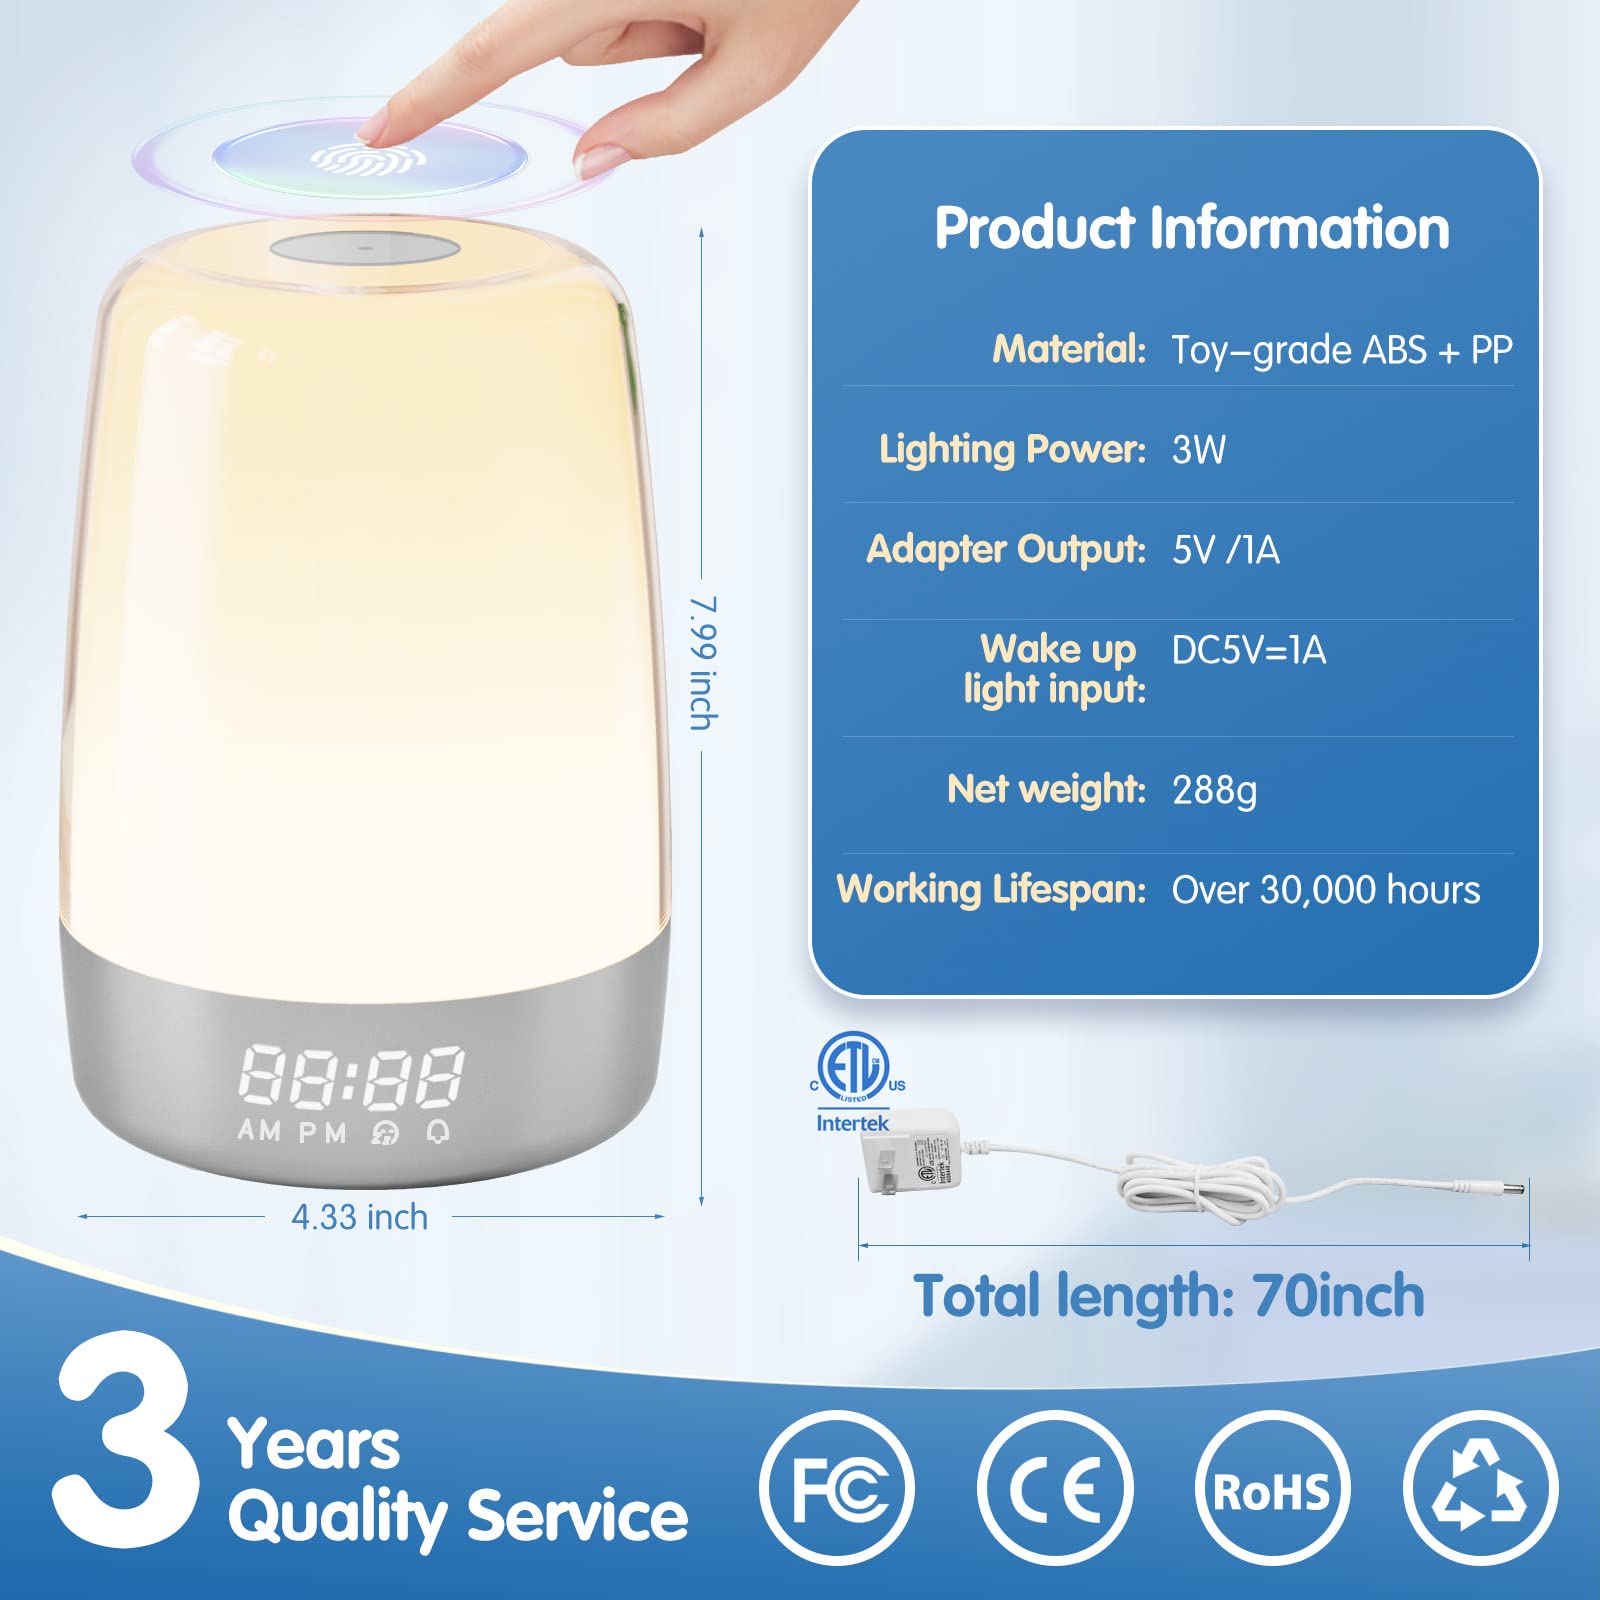 Product Information
Material: Toy-grade ABS + PP
Lighting Power: 3W
Adapter Output: 5V /1A
Wake up DC5V=1A
light input:
Net weight: 288g
Working Lifespan: Over 30,000 hours
7.99 inch
88:88
AM PM
4.33 inch
ETL CM
C US
LISTED
Intertek
Intertek
Total length: 70inch
3 Years
Quality Service
FC CE RoHS